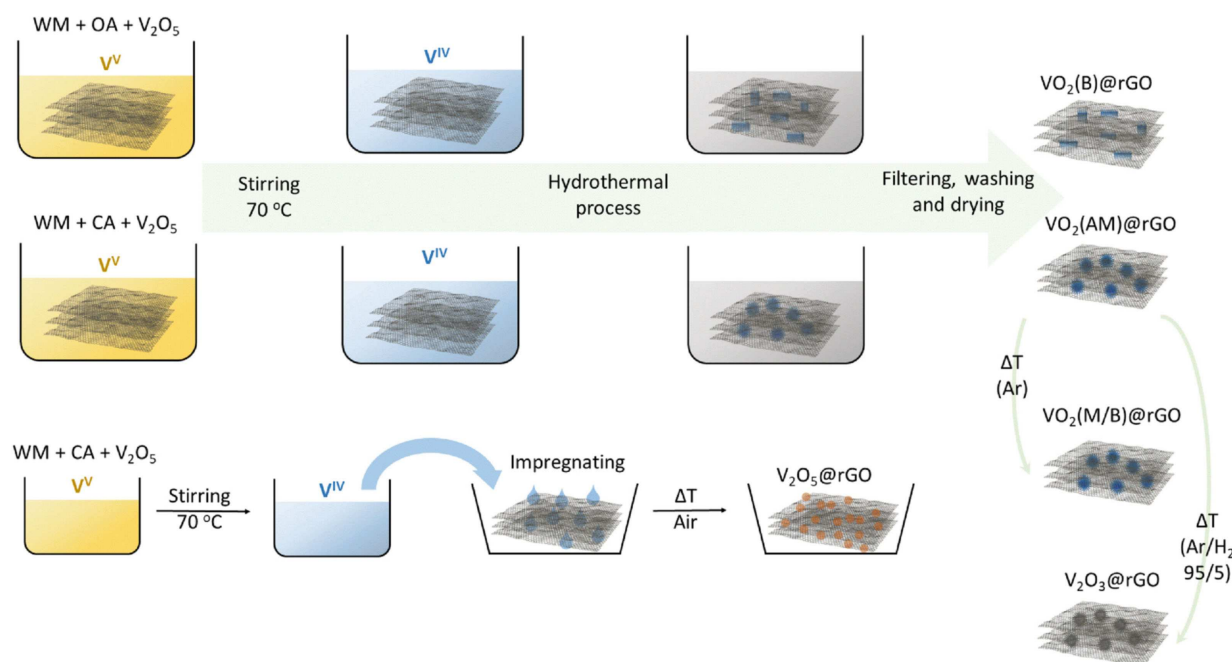 WM + OA + V₂O₅
Vⱽ
Vᴵⱽ
VO₂(B)@rGO
Stirring
70 °C
Hydrothermal
process
Filtering, washing
and drying
WM + CA + V₂O₅
Vⱽ
Vᴵⱽ
VO₂(AM)@rGO
ΔT
(Ar)
VO₂(M/B)@rGO
WM + CA + V₂O₅
Vⱽ
Stirring
70 °C
Vᴵⱽ
Impregnating
ΔT
Air
V₂O₅@rGO
ΔT
(Ar/H₂
95/5)
V₂O₃@rGO